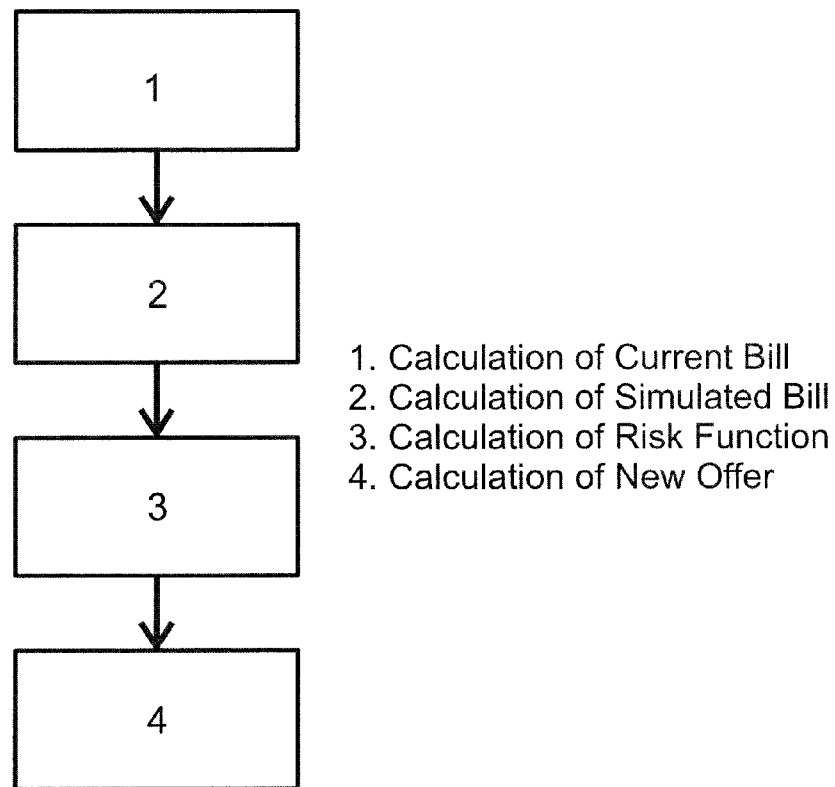 1
2
3
4
1. Calculation of Current Bill
2. Calculation of Simulated Bill
3. Calculation of Risk Function
4. Calculation of New Offer